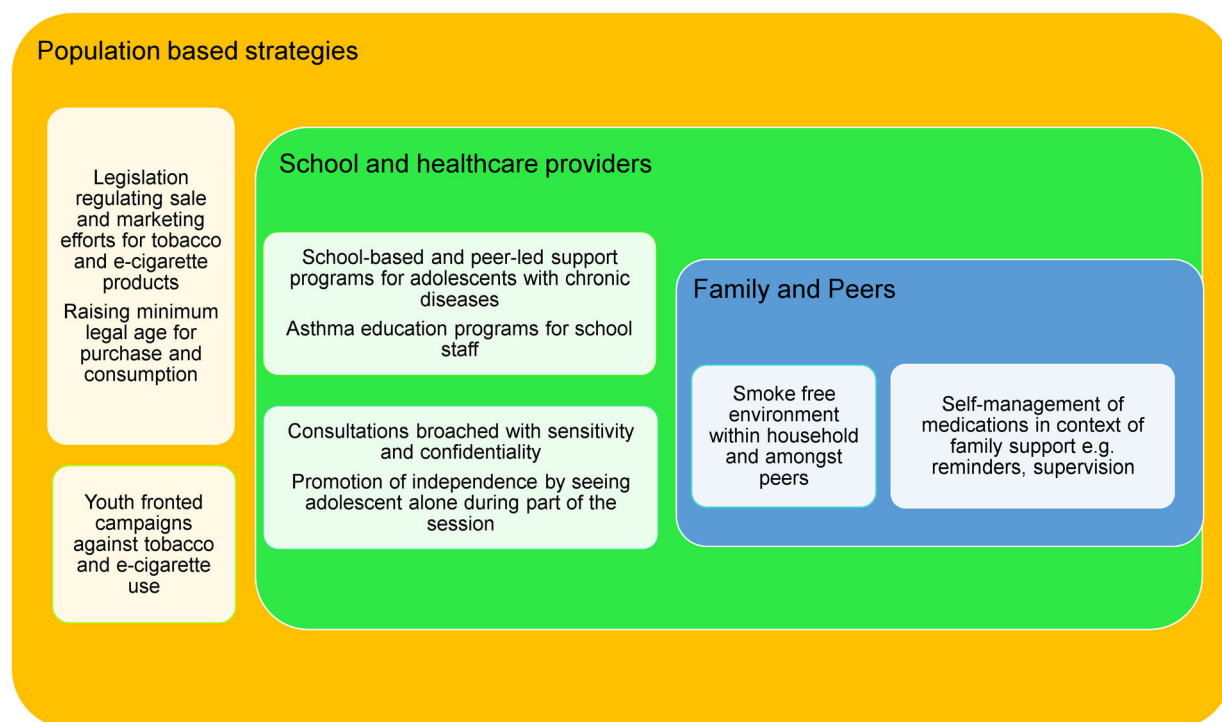 Population based strategies
Legislation
regulating sale
and marketing
efforts for tobacco
and e-cigarette
products
Raising minimum
legal age for
purchase and
consumption
Youth fronted
campaigns
against tobacco
and e-cigarette
use
School and healthcare providers
School-based and peer-led support
programs for adolescents with chronic
diseases
Asthma education programs for school
staff
Consultations broached with sensitivity
and confidentiality
Promotion of independence by seeing
adolescent alone during part of the
session
Family and Peers
Smoke free
environment
within household
and amongst
peers
Self-management of
medications in context of
family support e.g.
reminders, supervision